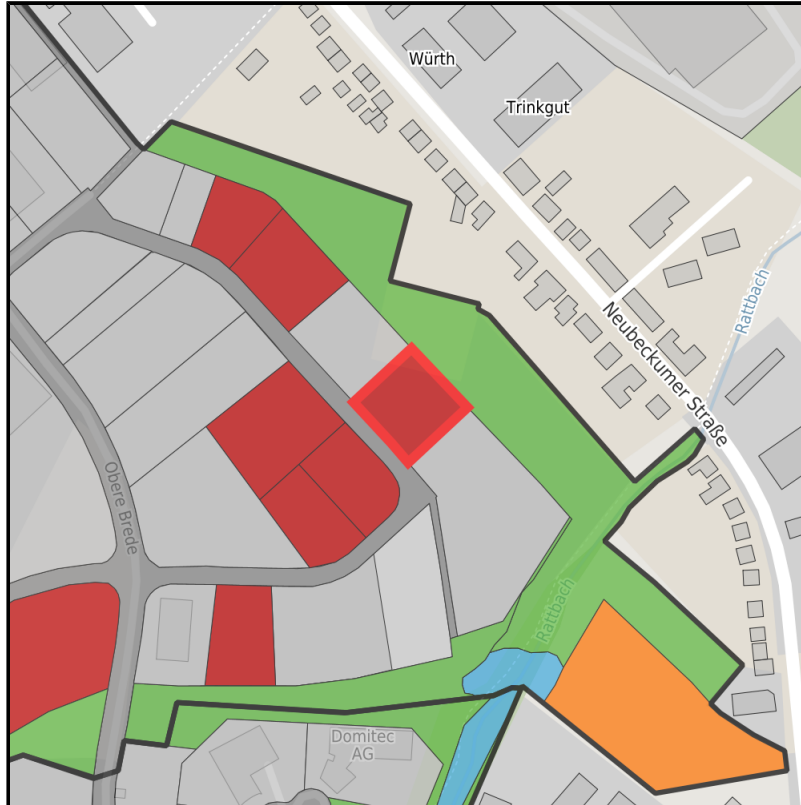 Würth
Trinkgut
Rattbach
Neubeckumer Straße
Obere Brede
Rattbach
Domitec
AG